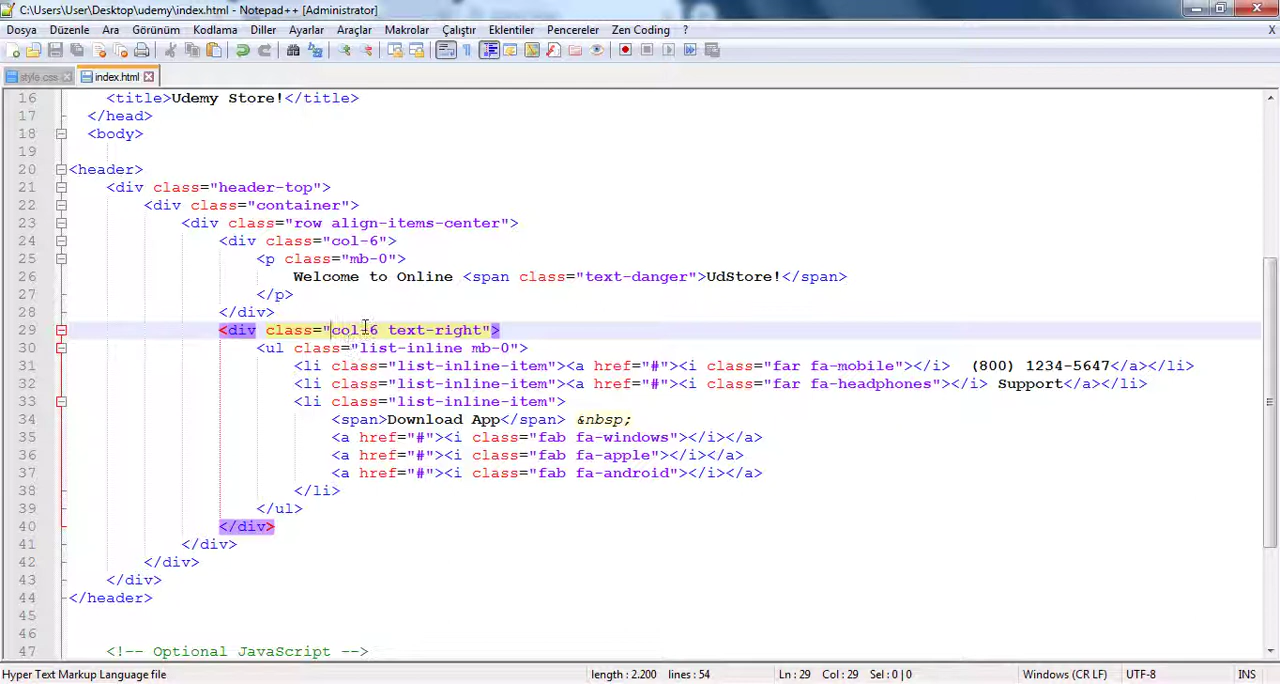 C:\Users\User\Desktop\udemy\index.html - Notepad++ [Administrator]
Dosya Düzenle Ara Görünüm Kodlama Diller Ayarlar Araçlar Makrolar Çalıştır Eklentiler Pencereler Zen Coding ? X
style.css index.html
16 <title>Udemy Store!</title>
17 </head>
18 <body>
19
20 <header>
21 <div class="header-top">
22 <div class="container">
23 <div class="row align-items-center">
24 <div class="col-6">
25 <p class="mb-0">
26 Welcome to Online <span class="text-danger">UdStore!</span>
27 </p>
28 </div>
29 <div class="col-6 text-right">
30 <ul class="list-inline mb-0">
31 <li class="list-inline-item"><a href="#"><i class="far fa-mobile"></i>  (800) 1234-5647</a></li>
32 <li class="list-inline-item"><a href="#"><i class="far fa-headphones"></i> Support</a></li>
33 <li class="list-inline-item">
34 <span>Download App</span> &nbsp;
35 <a href="#"><i class="fab fa-windows"></i></a>
36 <a href="#"><i class="fab fa-apple"></i></a>
37 <a href="#"><i class="fab fa-android"></i></a>
38 </li>
39 </ul>
40 </div>
41 </div>
42 </div>
43 </div>
44 </header>
45
46
47 <!-- Optional JavaScript -->
Hyper Text Markup Language file length : 2.200 lines : 54 Ln : 29 Col : 29 Sel : 0 | 0 Windows (CR LF) UTF-8 INS